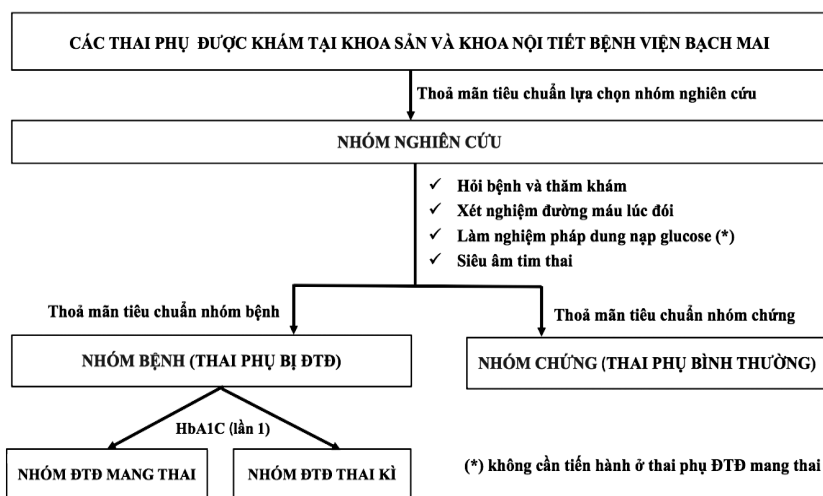 CÁC THAI PHỤ ĐƯỢC KHÁM TẠI KHOA SẢN VÀ KHOA NỘI TIẾT BỆNH VIỆN BẠCH MAI
Thoả mãn tiêu chuẩn lựa chọn nhóm nghiên cứu
NHÓM NGHIÊN CỨU
✓ Hỏi bệnh và thăm khám
✓ Xét nghiệm đường máu lúc đói
✓ Làm nghiệm pháp dung nạp glucose (*)
✓ Siêu âm tim thai
Thoả mãn tiêu chuẩn nhóm bệnh
Thoả mãn tiêu chuẩn nhóm chứng
NHÓM BỆNH (THAI PHỤ BỊ ĐTĐ)
NHÓM CHỨNG (THAI PHỤ BÌNH THƯỜNG)
HbA1C (lần 1)
NHÓM ĐTĐ MANG THAI
NHÓM ĐTĐ THAI KÌ
(*) không cần tiến hành ở thai phụ ĐTĐ mang thai